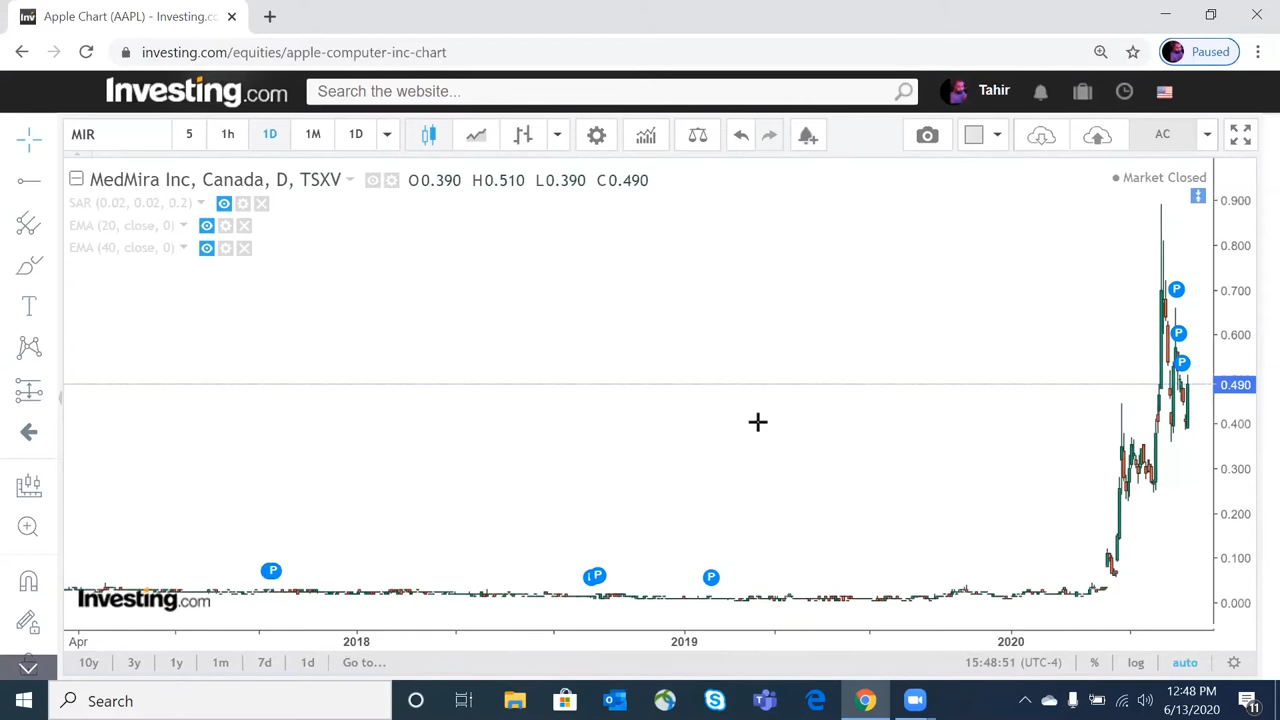 Inv Apple Chart (AAPL) - Investing.co
investing.com/equities/apple-computer-inc-chart
Paused
Investing.com
Search the website...
Tahir
MIR 5 1h 1D 1M 1D
AC
MedMira Inc, Canada, D, TSXV O0.390 H0.510 L0.390 C0.490
Market Closed
SAR (0.02, 0.02, 0.2)
EMA (20, close, 0)
EMA (40, close, 0)
0.900
0.800
0.700
0.600
0.490
0.400
0.300
0.200
0.100
0.000
P
P
P
P
P
P
Investing.com
Apr 2018 2019 2020
10y 3y 1y 1m 7d 1d Go to... 15:48:51 (UTC-4) % log auto
Search
12:48 PM
6/13/2020
11